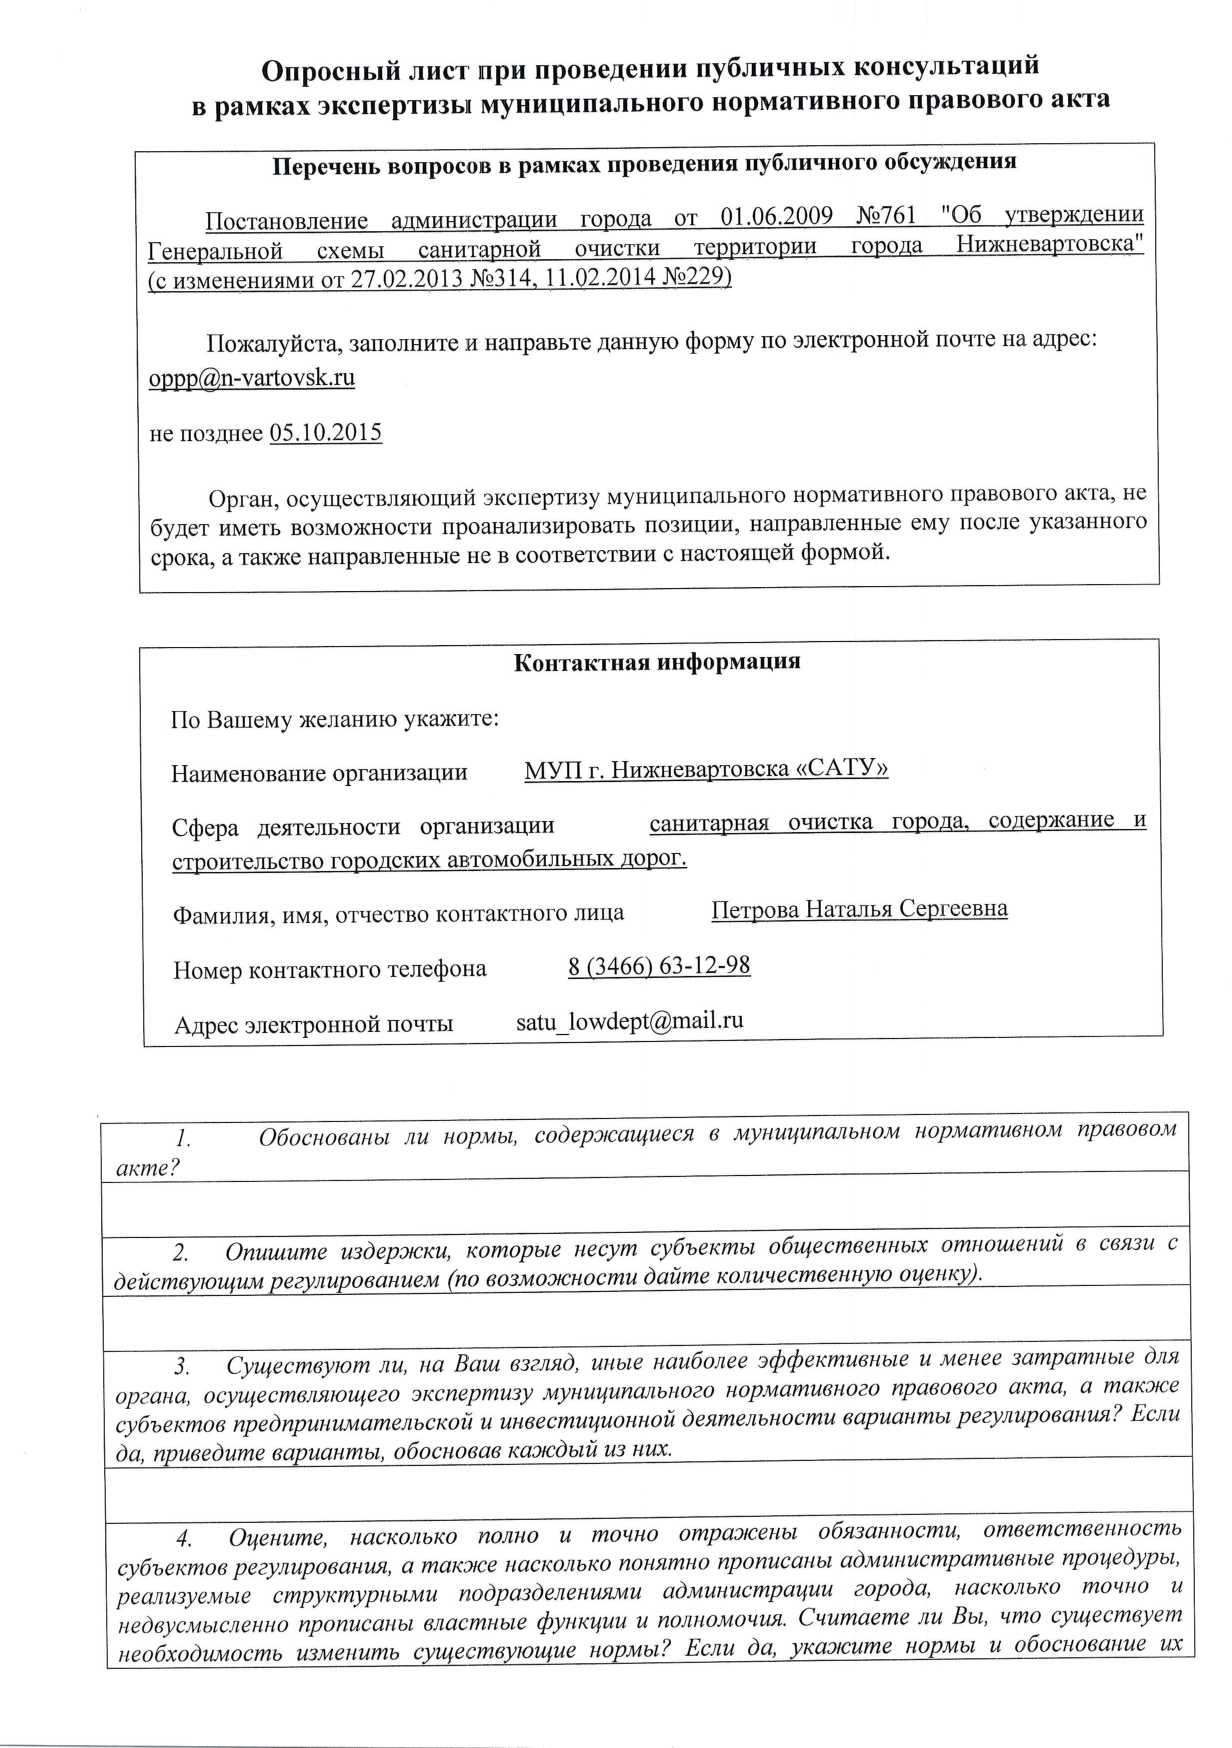 Опросный лист при проведении публичных консультаций
в рамках экспертизы муниципального нормативного правового акта
Перечень вопросов в рамках проведения публичного обсуждения
Постановление администрации города от 01.06.2009 №761 "Об утверждении
Генеральной схемы санитарной очистки территории города Нижневартовска"
(с изменениями от 27.02.2013 №314, 11.02.2014 №229)
Пожалуйста, заполните и направьте данную форму по электронной почте на адрес:
oppp@n-vartovsk.ru
не позднее 05.10.2015
Орган, осуществляющий экспертизу муниципального нормативного правового акта, не
будет иметь возможности проанализировать позиции, направленные ему после указанного
срока, а также направленные не в соответствии с настоящей формой.
Контактная информация
По Вашему желанию укажите:
Наименование организации МУП г. Нижневартовска «САТУ»
Сфера деятельности организации санитарная очистка города, содержание и
строительство городских автомобильных дорог.
Фамилия, имя, отчество контактного лица Петрова Наталья Сергеевна
Номер контактного телефона 8 (3466) 63-12-98
Адрес электронной почты satu_lowdept@mail.ru
1. Обоснованы ли нормы, содержащиеся в муниципальном нормативном правовом
акте?
2. Опишите издержки, которые несут субъекты общественных отношений в связи с
действующим регулированием (по возможности дайте количественную оценку).
3. Существуют ли, на Ваш взгляд, иные наиболее эффективные и менее затратные для
органа, осуществляющего экспертизу муниципального нормативного правового акта, а также
субъектов предпринимательской и инвестиционной деятельности варианты регулирования? Если
да, приведите варианты, обосновав каждый из них.
4. Оцените, насколько полно и точно отражены обязанности, ответственность
субъектов регулирования, а также насколько понятно прописаны административные процедуры,
реализуемые структурными подразделениями администрации города, насколько точно и
недвусмысленно прописаны властные функции и полномочия. Считаете ли Вы, что существует
необходимость изменить существующие нормы? Если да, укажите нормы и обоснование их